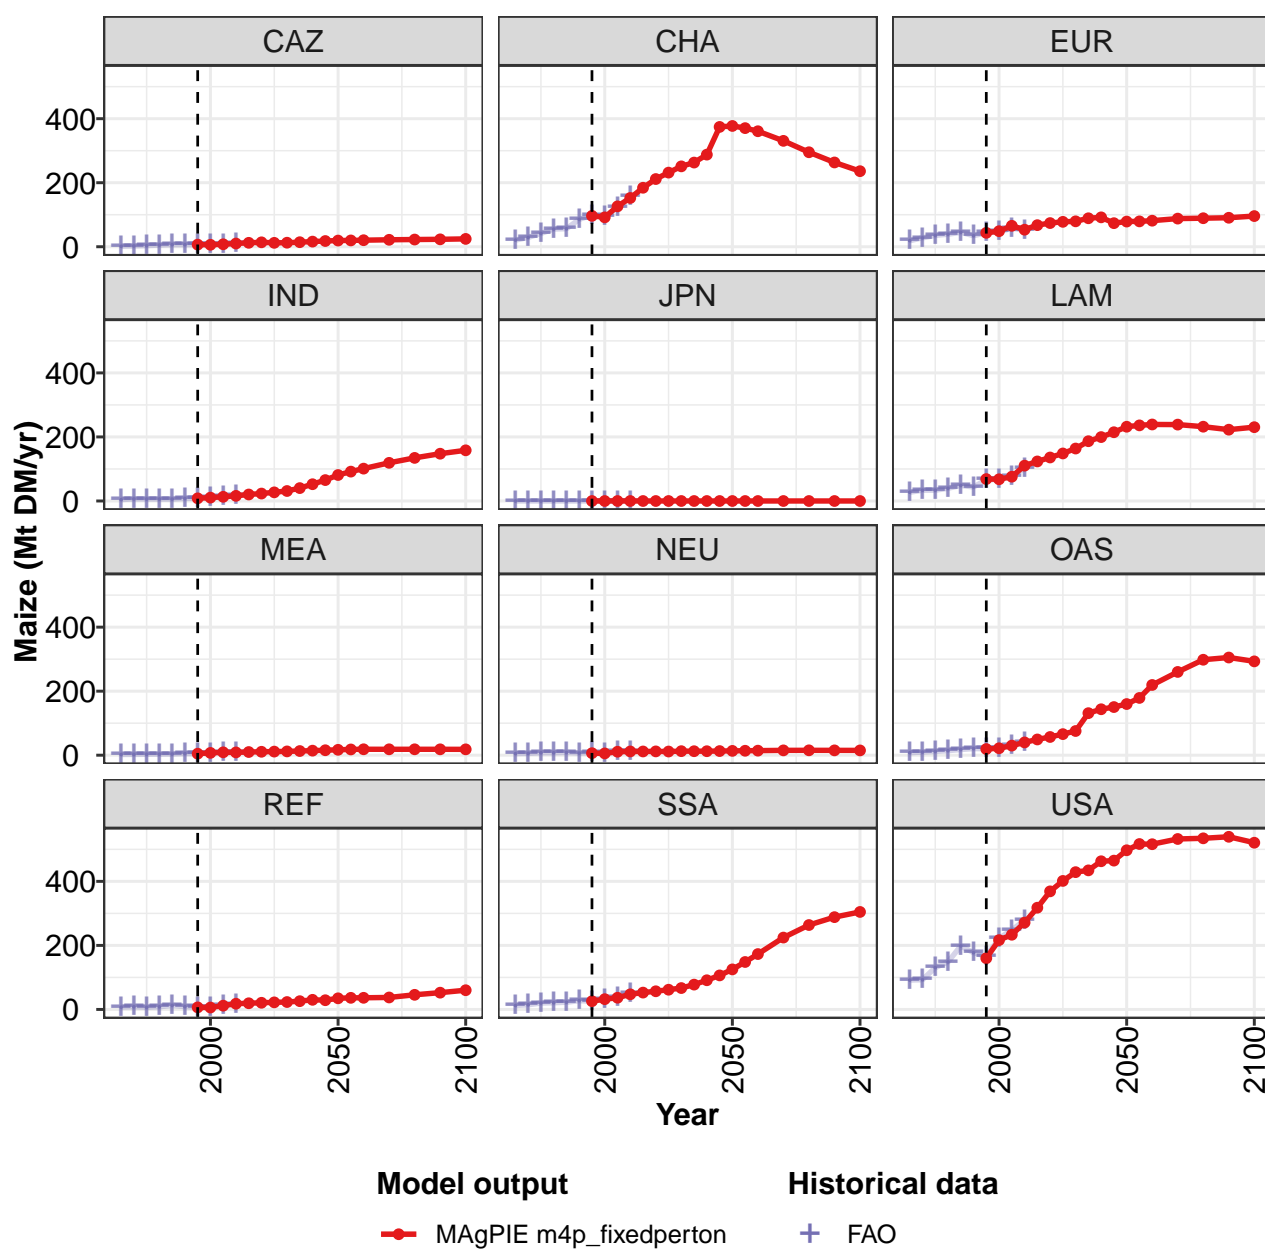 CAZ CHA EUR
400
200
0
IND JPN LAM
400
200
0
MEA NEU OAS
400
200
0
REF SSA USA
400
200
0
Maize (Mt DM/yr)
2000 2050 2100 2000 2050 2100 2000 2050 2100
Year
Model output Historical data
MAgPIE m4p_fixedperton FAO